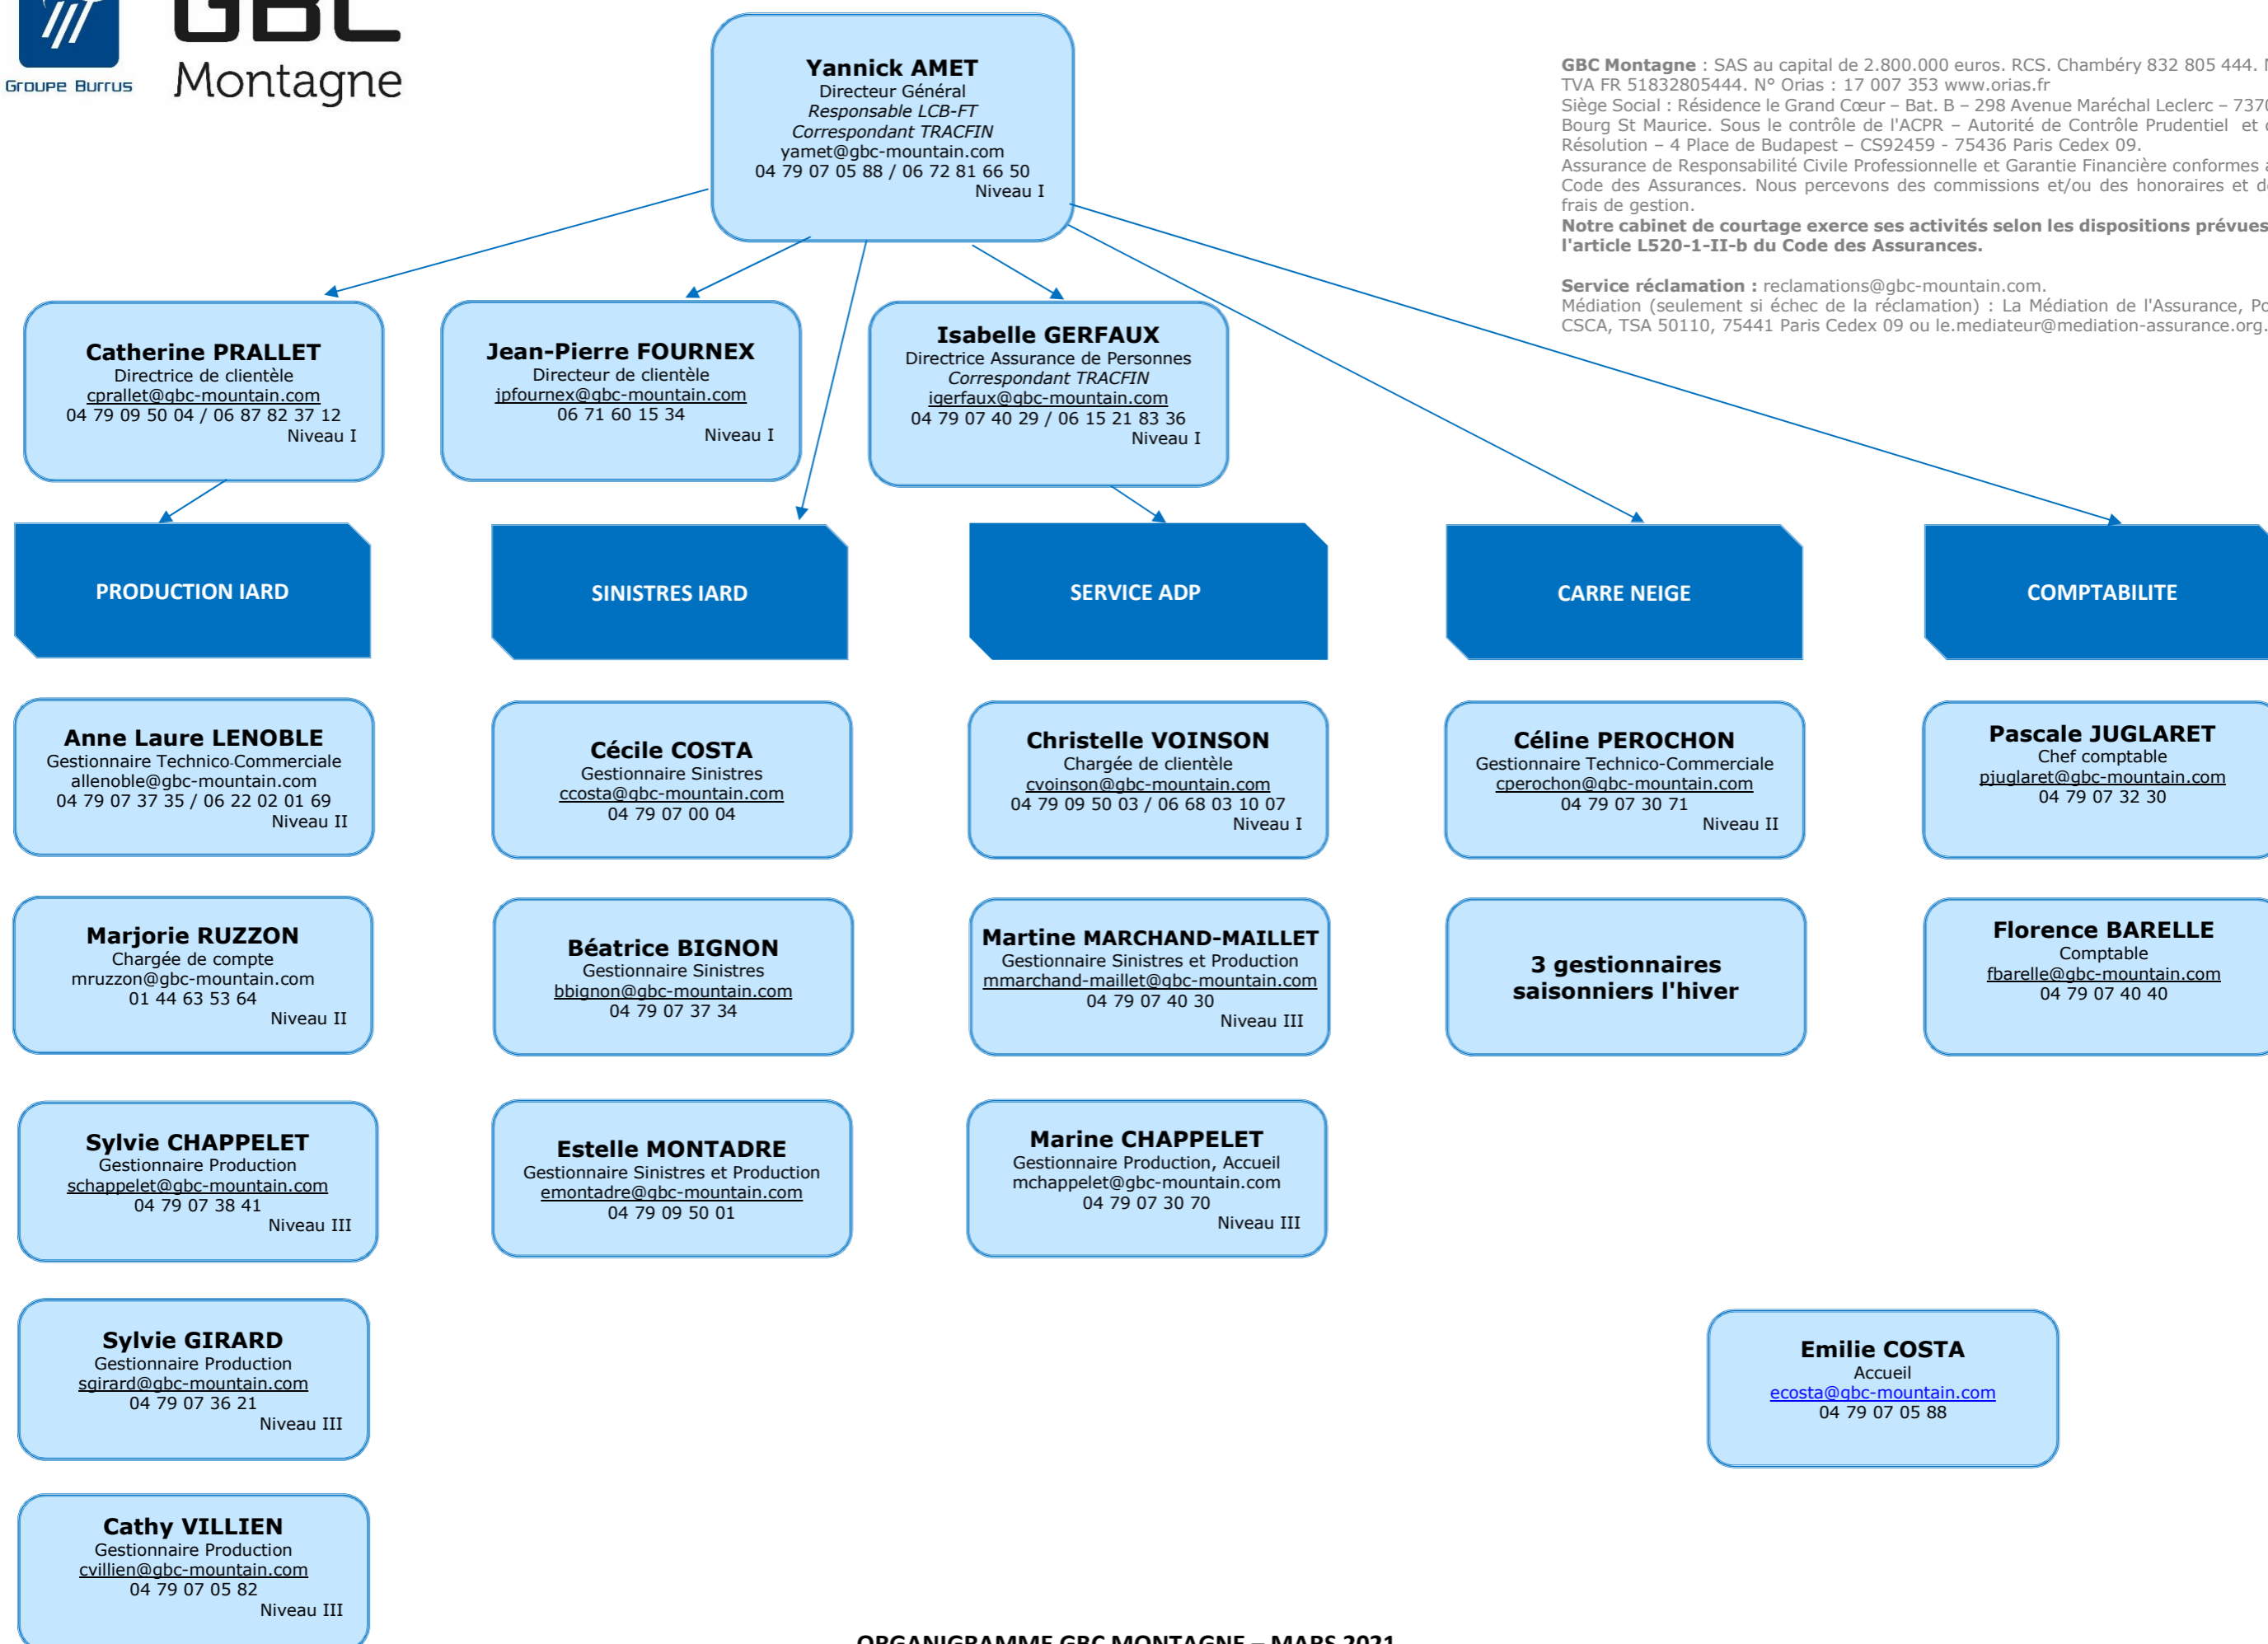 GBC
Montagne
Groupe Burrus
Yannick AMET
Directeur Général
Responsable LCB-FT
Correspondant TRACFIN
yamet@gbc-mountain.com
04 79 07 05 88 / 06 72 81 66 50
Niveau I
GBC Montagne : SAS au capital de 2.800.000 euros. RCS. Chambéry 832 805 444.
TVA FR 51832805444. N° Orias : 17 007 353 www.orias.fr
Siège Social : Résidence le Grand Cœur – Bat. B – 298 Avenue Maréchal Leclerc – 7370
Bourg St Maurice. Sous le contrôle de l'ACPR – Autorité de Contrôle Prudentiel et
Résolution – 4 Place de Budapest – CS92459 - 75436 Paris Cedex 09.
Assurance de Responsabilité Civile Professionnelle et Garantie Financière conformes
Code des Assurances. Nous percevons des commissions et/ou des honoraires et
frais de gestion.
Notre cabinet de courtage exerce ses activités selon les dispositions prévues
l'article L520-1-II-b du Code des Assurances.
Service réclamation : reclamations@gbc-mountain.com.
Médiation (seulement si échec de la réclamation) : La Médiation de l'Assurance,
CSCA, TSA 50110, 75441 Paris Cedex 09 ou le.mediateur@mediation-assurance.org.
Catherine PRALLET
Directrice de clientèle
cprallet@gbc-mountain.com
04 79 09 50 04 / 06 87 82 37 12
Niveau I
Jean-Pierre FOURNEX
Directeur de clientèle
jpfournex@gbc-mountain.com
06 71 60 15 34
Niveau I
Isabelle GERFAUX
Directrice Assurance de Personnes
Correspondant TRACFIN
igerfaux@gbc-mountain.com
04 79 07 40 29 / 06 15 21 83 36
Niveau I
PRODUCTION IARD
SINISTRES IARD
SERVICE ADP
CARRE NEIGE
COMPTABILITE
Anne Laure LENOBLE
Gestionnaire Technico-Commerciale
allenoble@gbc-mountain.com
04 79 07 37 35 / 06 22 02 01 69
Niveau II
Cécile COSTA
Gestionnaire Sinistres
ccosta@gbc-mountain.com
04 79 07 00 04
Christelle VOINSON
Chargée de clientèle
cvoinson@gbc-mountain.com
04 79 09 50 03 / 06 68 03 10 07
Niveau I
Céline PEROCHON
Gestionnaire Technico-Commerciale
cperochon@gbc-mountain.com
04 79 07 30 71
Niveau II
Pascale JUGLARET
Chef comptable
pjuglaret@gbc-mountain.com
04 79 07 32 30
Marjorie RUZZON
Chargée de compte
mruzzon@gbc-mountain.com
01 44 63 53 64
Niveau II
Béatrice BIGNON
Gestionnaire Sinistres
bbignon@gbc-mountain.com
04 79 07 37 34
Martine MARCHAND-MAILLET
Gestionnaire Sinistres et Production
mmarchand-maillet@gbc-mountain.com
04 79 07 40 30
Niveau III
3 gestionnaires
saisonniers l'hiver
Florence BARELLE
Comptable
fbarelle@gbc-mountain.com
04 79 07 40 40
Sylvie CHAPPELET
Gestionnaire Production
schappelet@gbc-mountain.com
04 79 07 38 41
Niveau III
Estelle MONTADRE
Gestionnaire Sinistres et Production
emontadre@gbc-mountain.com
04 79 09 50 01
Marine CHAPPELET
Gestionnaire Production, Accueil
mchappelet@gbc-mountain.com
04 79 07 30 70
Niveau III
Sylvie GIRARD
Gestionnaire Production
sgirard@gbc-mountain.com
04 79 07 36 21
Niveau III
Emilie COSTA
Accueil
ecosta@gbc-mountain.com
04 79 07 05 88
Cathy VILLIEN
Gestionnaire Production
cvillien@gbc-mountain.com
04 79 07 05 82
Niveau III
ORGANIGRAMME GBC MONTAGNE – MARS 2021